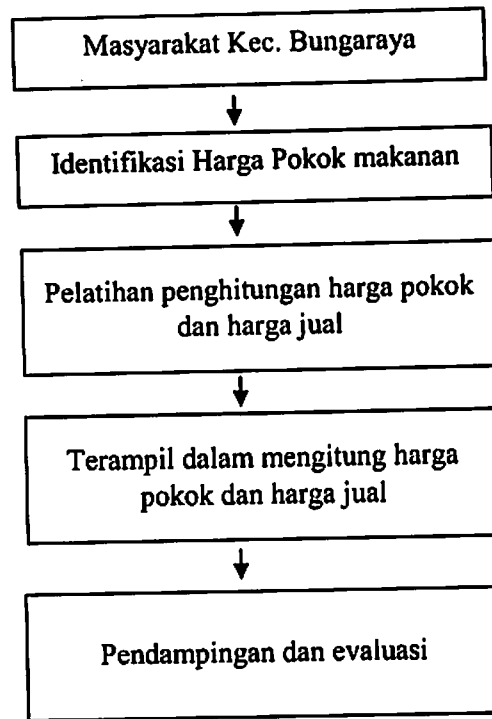 Masyarakat Kec. Bungaraya
Identifikasi Harga Pokok makanan
Pelatihan penghitungan harga pokok
dan harga jual
Terampil dalam mengitung harga
pokok dan harga jual
Pendampingan dan evaluasi